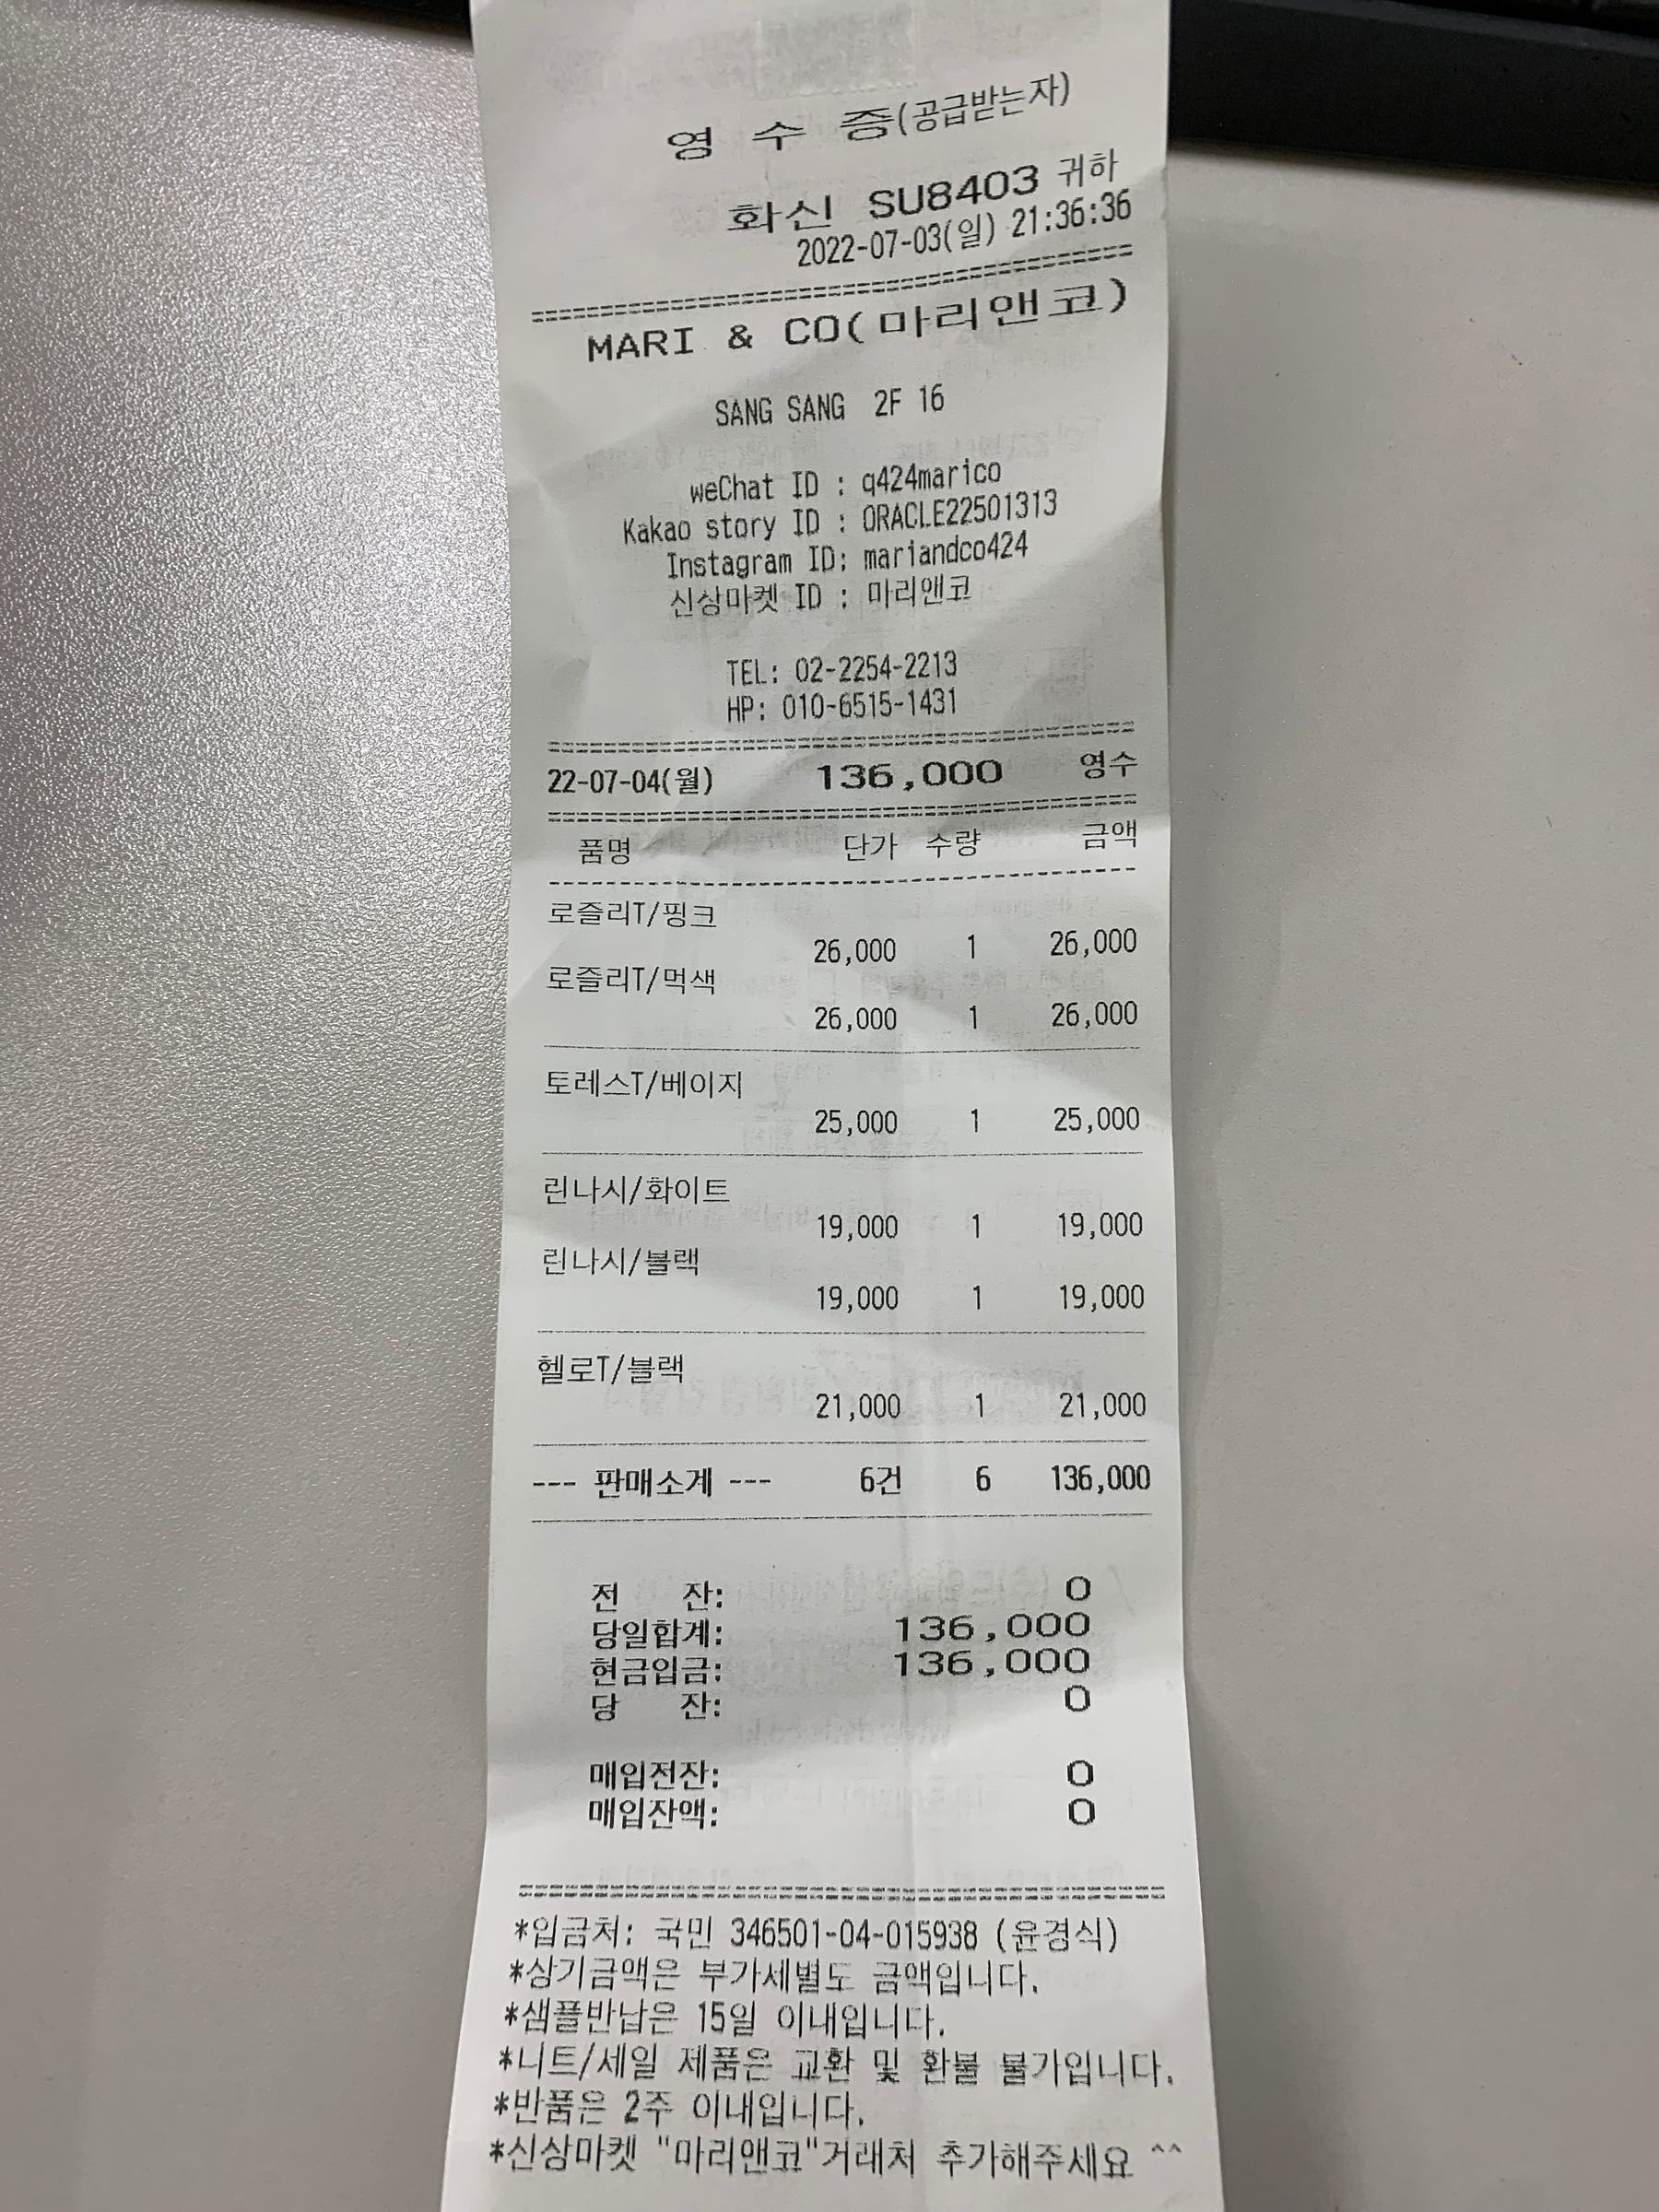 영 수 증(공급받는자)
화신 SU8403 귀하
2022-07-03(일) 21:36:36
MARI & CO(마리앤코)
SANG SANG 2F 16
weChat ID : q424marico
Kakao story ID : ORACLE22501313
Instagram ID: mariandco424
신상마켓 ID : 마리앤코
TEL: 02-2254-2213
HP: 010-6515-1431
22-07-04(월) 136,000 영수
품명 단가 수량 금액
로즐리T/핑크
26,000 1 26,000
로즐리T/먹색
26,000 1 26,000
토레스T/베이지
25,000 1 25,000
린나시/화이트
19,000 1 19,000
린나시/블랙
19,000 1 19,000
헬로T/블랙
21,000 1 21,000
--- 판매소계 --- 6건 6 136,000
전 잔: 0
당일합계: 136,000
현금입금: 136,000
당 잔: 0
매입전잔: 0
매입잔액: 0
*입금처: 국민 346501-04-015938 (윤경식)
*상기금액은 부가세별도 금액입니다.
*샘플반납은 15일 이내입니다.
*니트/세일 제품은 교환 및 환불 불가입니다.
*반품은 2주 이내입니다.
*신상마켓 "마리앤코"거래처 추가해주세요 ^^